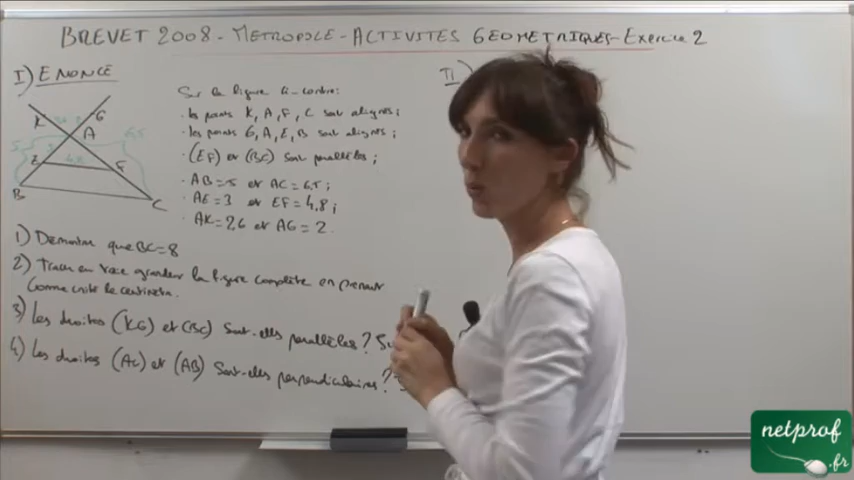 BREVET 2008 - METROPOLE - ACTIVITES GEOMETRIQUES - Exercice 2
I) ENONCÉ
II)
Sur la figure ci-contre:
. les points K, A, F, C sont alignés;
. les points G, A, E, B sont alignés;
. (EF) et (BC) sont parallèles;
. AB = 5 et AC = 6,5;
. AE = 3 et EF = 4,8;
. AK = 2,6 et AG = 2.
K
G
A
E
F
B
C
1) Démontrer que BC = 8
2) Tracer en vraie grandeur la figure complète en prenant
comme unité le centimètre.
3) Les droites (KG) et (BC) sont-elles parallèles?
4) Les droites (AC) et (AB) sont-elles perpendiculaires?
netprof
.fr